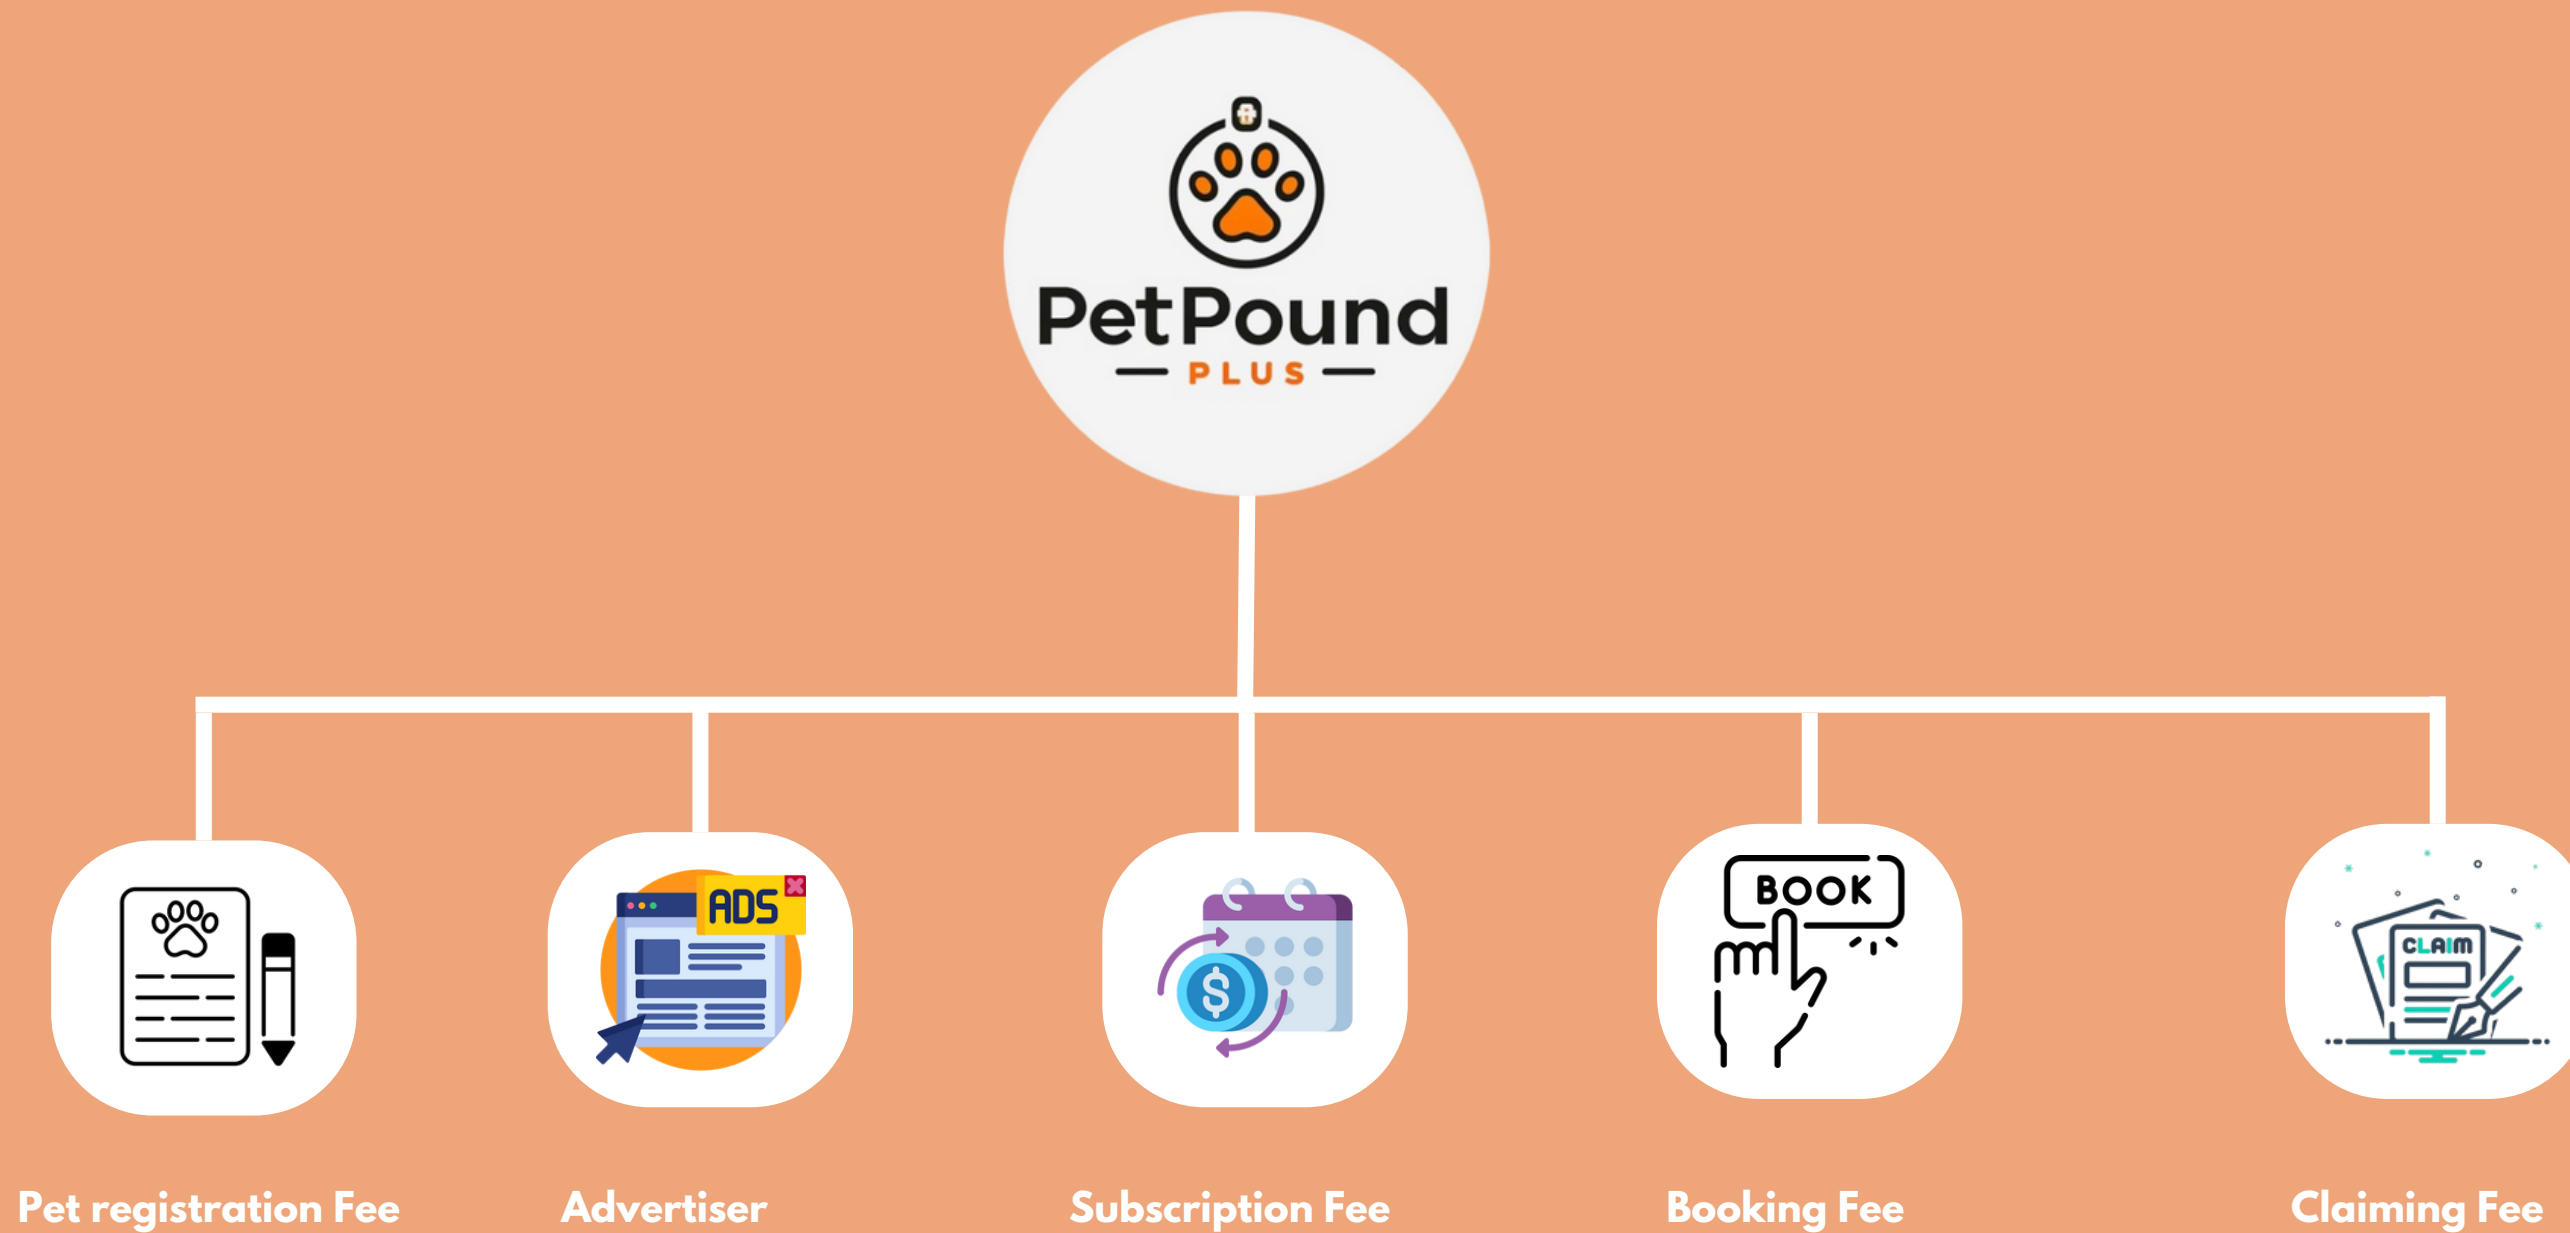 PetPound
PLUS
ADS
$
BOOK
CLAIM
Pet registration Fee
Advertiser
Subscription Fee
Booking Fee
Claiming Fee